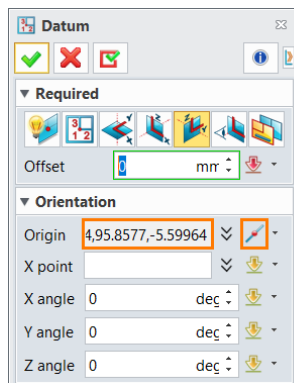 Datum
Required
Offset 0 mm
Orientation
Origin 4,95.8577,-5.59964
X point
X angle 0 deg
Y angle 0 deg
Z angle 0 deg